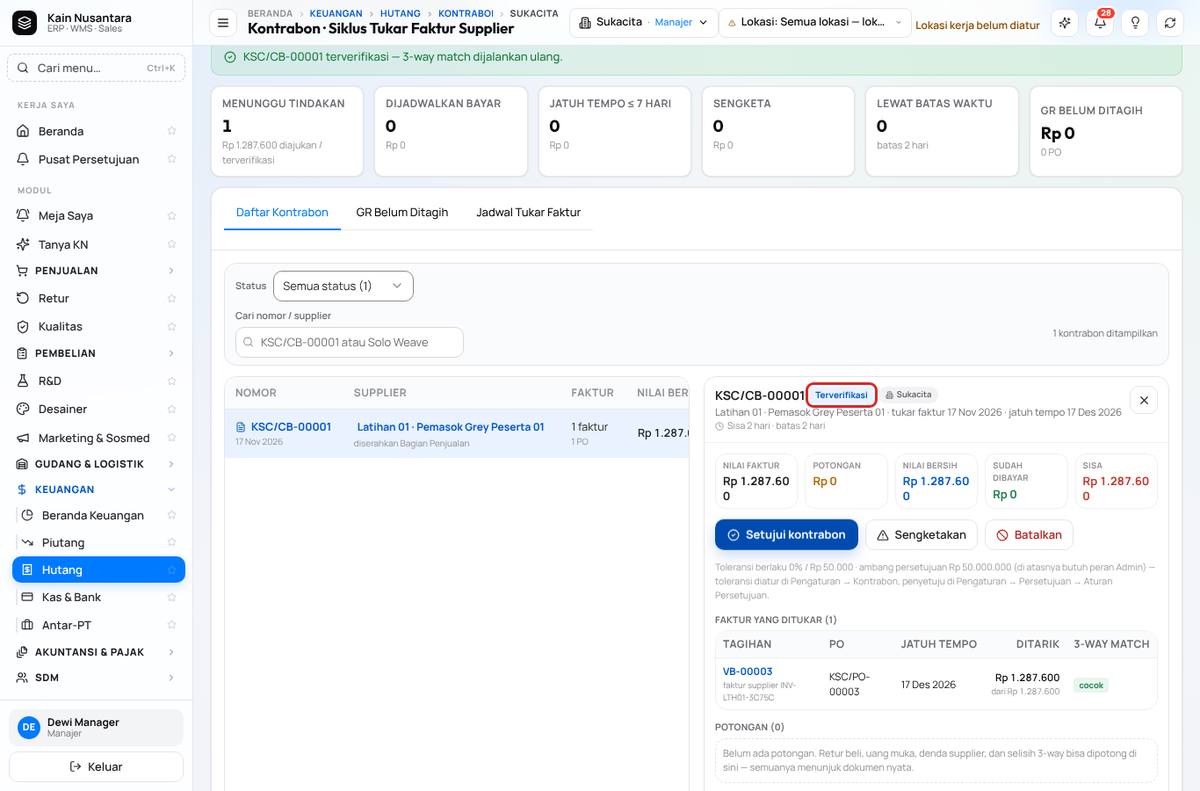 Kain Nusantara
ERP · WMS · Sales
Cari menu...
Ctrl+K
KERJA SAYA
Beranda
Pusat Persetujuan
MODUL
Meja Saya
Tanya KN
PENJUALAN
Retur
Kualitas
PEMBELIAN
R&D
Desainer
Marketing & Sosmed
GUDANG & LOGISTIK
KEUANGAN
Beranda Keuangan
Piutang
Hutang
Kas & Bank
Antar-PT
AKUNTANSI & PAJAK
SDM
DE
Dewi Manager
Manajer
Keluar
BERANDA > KEUANGAN > HUTANG > KONTRABOI > SUKACITA
Kontrabon · Siklus Tukar Faktur Supplier
Sukacita · Manajer
Lokasi: Semua lokasi — lok...
Lokasi kerja belum diatur
28
KSC/CB-00001 terverifikasi — 3-way match dijalankan ulang.
MENUNGGU TINDAKAN
1
Rp 1.287.600 diajukan /
terverifikasi
DIJADWALKAN BAYAR
0
Rp 0
JATUH TEMPO ≤ 7 HARI
0
Rp 0
SENGKETA
0
Rp 0
LEWAT BATAS WAKTU
0
batas 2 hari
GR BELUM DITAGIH
Rp 0
0 PO
Daftar Kontrabon
GR Belum Ditagih
Jadwal Tukar Faktur
Status
Semua status (1)
Cari nomor / supplier
KSC/CB-00001 atau Solo Weave
1 kontrabon ditampilkan
NOMOR SUPPLIER FAKTUR NILAI BER
KSC/CB-00001
17 Nov 2026
Latihan 01 · Pemasok Grey Peserta 01
diserahkan Bagian Penjualan
1 faktur
1 PO
Rp 1.287.6
KSC/CB-00001 Terverifikasi Sukacita
Latihan 01 · Pemasok Grey Peserta 01 · tukar faktur 17 Nov 2026 · jatuh tempo 17 Des 2026
Sisa 2 hari · batas 2 hari
NILAI FAKTUR
Rp 1.287.60
0
POTONGAN
Rp 0
NILAI BERSIH
Rp 1.287.60
0
SUDAH
DIBAYAR
Rp 0
SISA
Rp 1.287.60
0
Setujui kontrabon
Sengketakan
Batalkan
Toleransi berlaku 0% / Rp 50.000 · ambang persetujuan Rp 50.000.000 (di atasnya butuh peran Admin) —
toleransi diatur di Pengaturan → Kontrabon, penyetuju di Pengaturan → Persetujuan → Aturan
Persetujuan.
FAKTUR YANG DITUKAR (1)
TAGIHAN PO JATUH TEMPO DITARIK 3-WAY MATCH
VB-00003
faktur supplier INV-
LTH01-3C75C
KSC/PO-
00003
17 Des 2026
Rp 1.287.600
dari Rp 1.287.600
cocok
POTONGAN (0)
Belum ada potongan. Retur beli, uang muka, denda supplier, dan selisih 3-way bisa dipotong di
sini — semuanya menunjuk dokumen nyata.